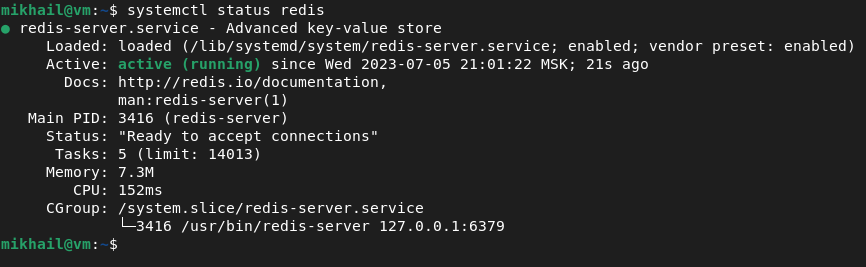 mikhail@vm:~$ systemctl status redis
● redis-server.service - Advanced key-value store
     Loaded: loaded (/lib/systemd/system/redis-server.service; enabled; vendor preset: enabled)
     Active: active (running) since Wed 2023-07-05 21:01:22 MSK; 21s ago
       Docs: http://redis.io/documentation,
             man:redis-server(1)
   Main PID: 3416 (redis-server)
     Status: "Ready to accept connections"
      Tasks: 5 (limit: 14013)
     Memory: 7.3M
        CPU: 152ms
     CGroup: /system.slice/redis-server.service
             └─3416 /usr/bin/redis-server 127.0.0.1:6379
mikhail@vm:~$